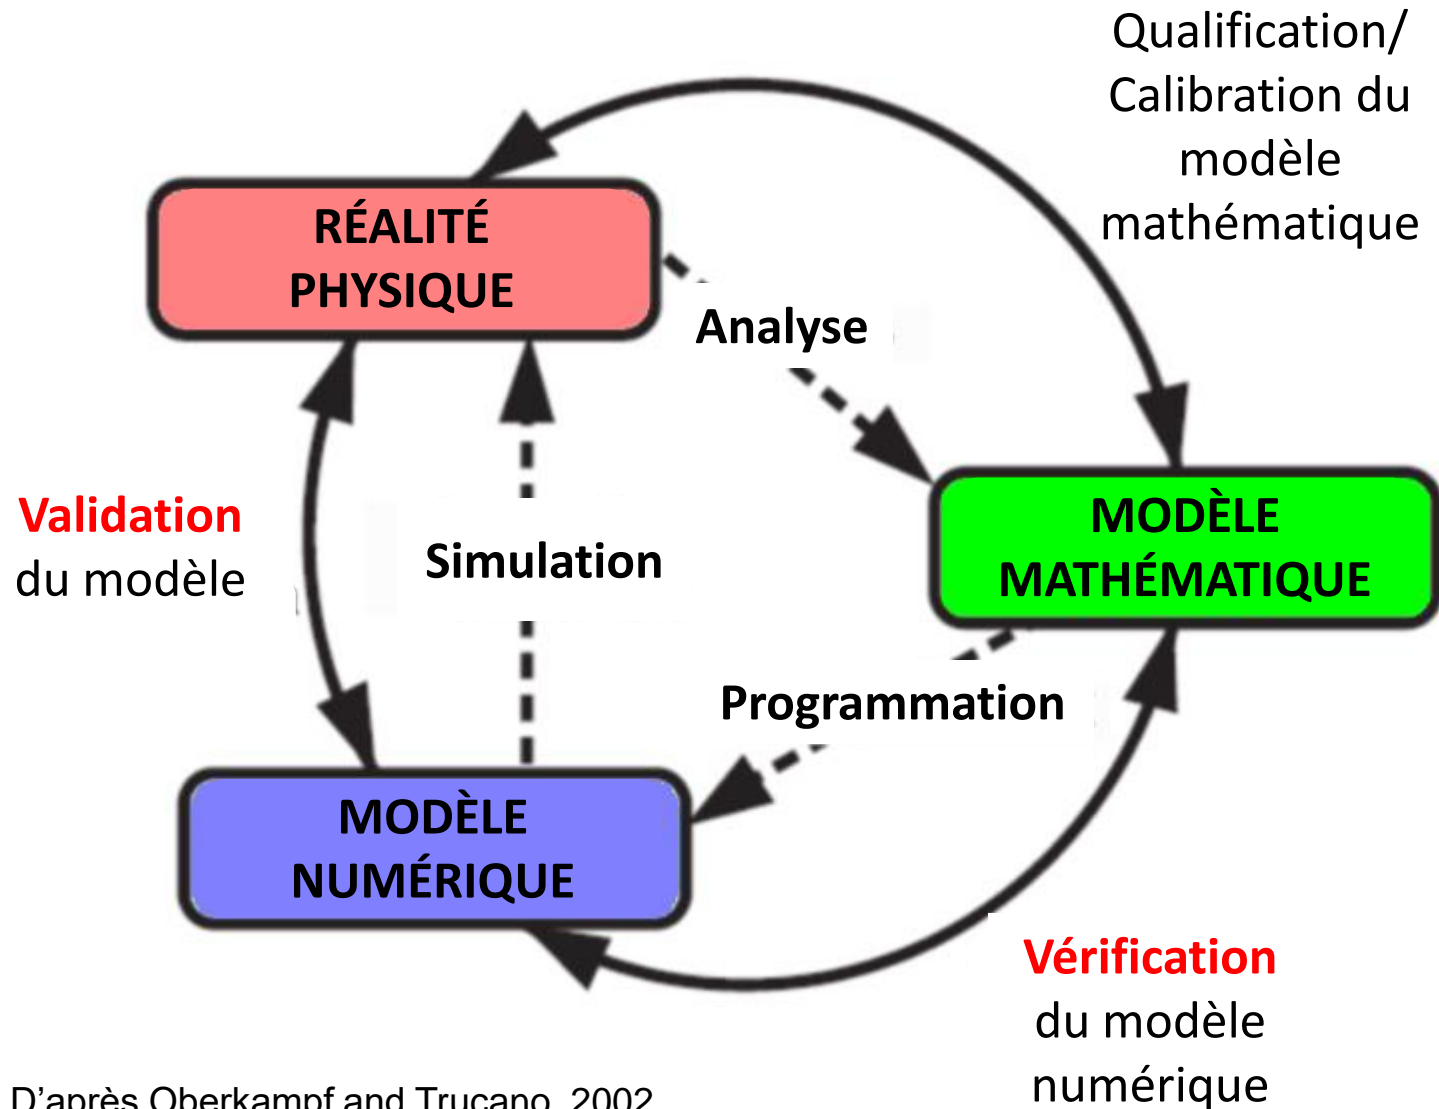 Qualification/
Calibration du
modèle
mathématique
RÉALITÉ
PHYSIQUE
Analyse
Validation
du modèle
Simulation
MODÈLE
MATHÉMATIQUE
Programmation
MODÈLE
NUMÉRIQUE
Vérification
du modèle
numérique
D'après Oberkampf and Trucano, 2002